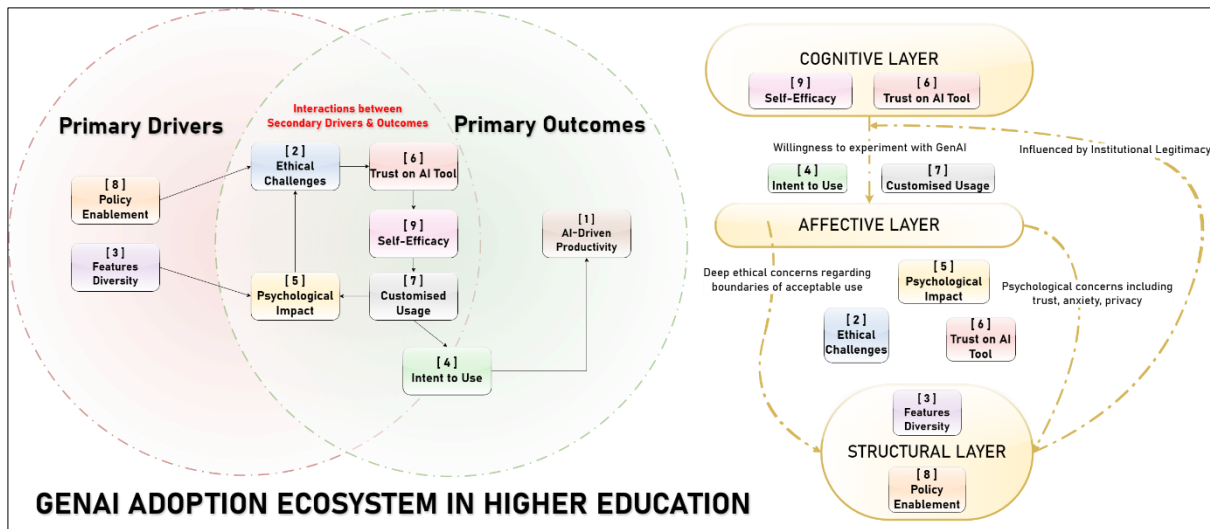 Primary Drivers
Interactions between
Secondary Drivers & Outcomes
Primary Outcomes
[ 8 ]
Policy
Enablement
[ 3 ]
Features
Diversity
[ 2 ]
Ethical
Challenges
[ 6 ]
Trust on AI Tool
[ 9 ]
Self-Efficacy
[ 5 ]
Psychological
Impact
[ 7 ]
Customised
Usage
[ 4 ]
Intent to Use
[ 1 ]
AI-Driven
Productivity
GENAI ADOPTION ECOSYSTEM IN HIGHER EDUCATION
COGNITIVE LAYER
[ 9 ]
Self-Efficacy
[ 6 ]
Trust on AI Tool
Willingness to experiment with GenAI
Influenced by Institutional Legitimacy
[ 4 ]
Intent to Use
[ 7 ]
Customised Usage
AFFECTIVE LAYER
Deep ethical concerns regarding
boundaries of acceptable use
[ 5 ]
Psychological
Impact
Psychological concerns including
trust, anxiety, privacy
[ 2 ]
Ethical
Challenges
[ 6 ]
Trust on AI
Tool
[ 3 ]
Features
Diversity
STRUCTURAL LAYER
[ 8 ]
Policy
Enablement